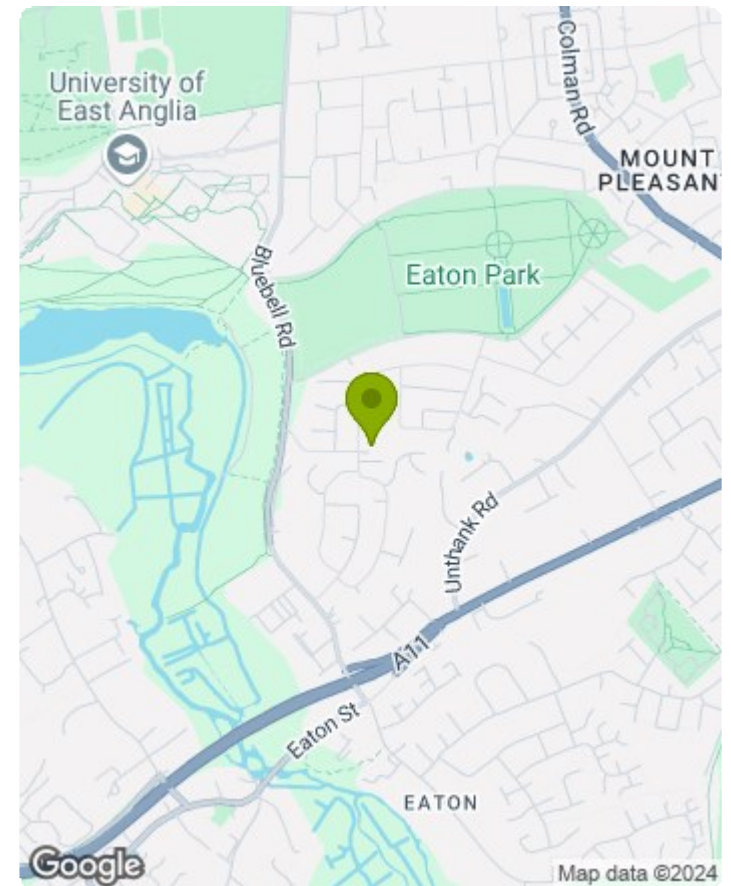 University of
East Anglia
Colman Rd
MOUNT
PLEASAN
Bluebell Rd
Eaton Park
Unthank Rd
A11
Eaton St
EATON
Google
Map data ©2024